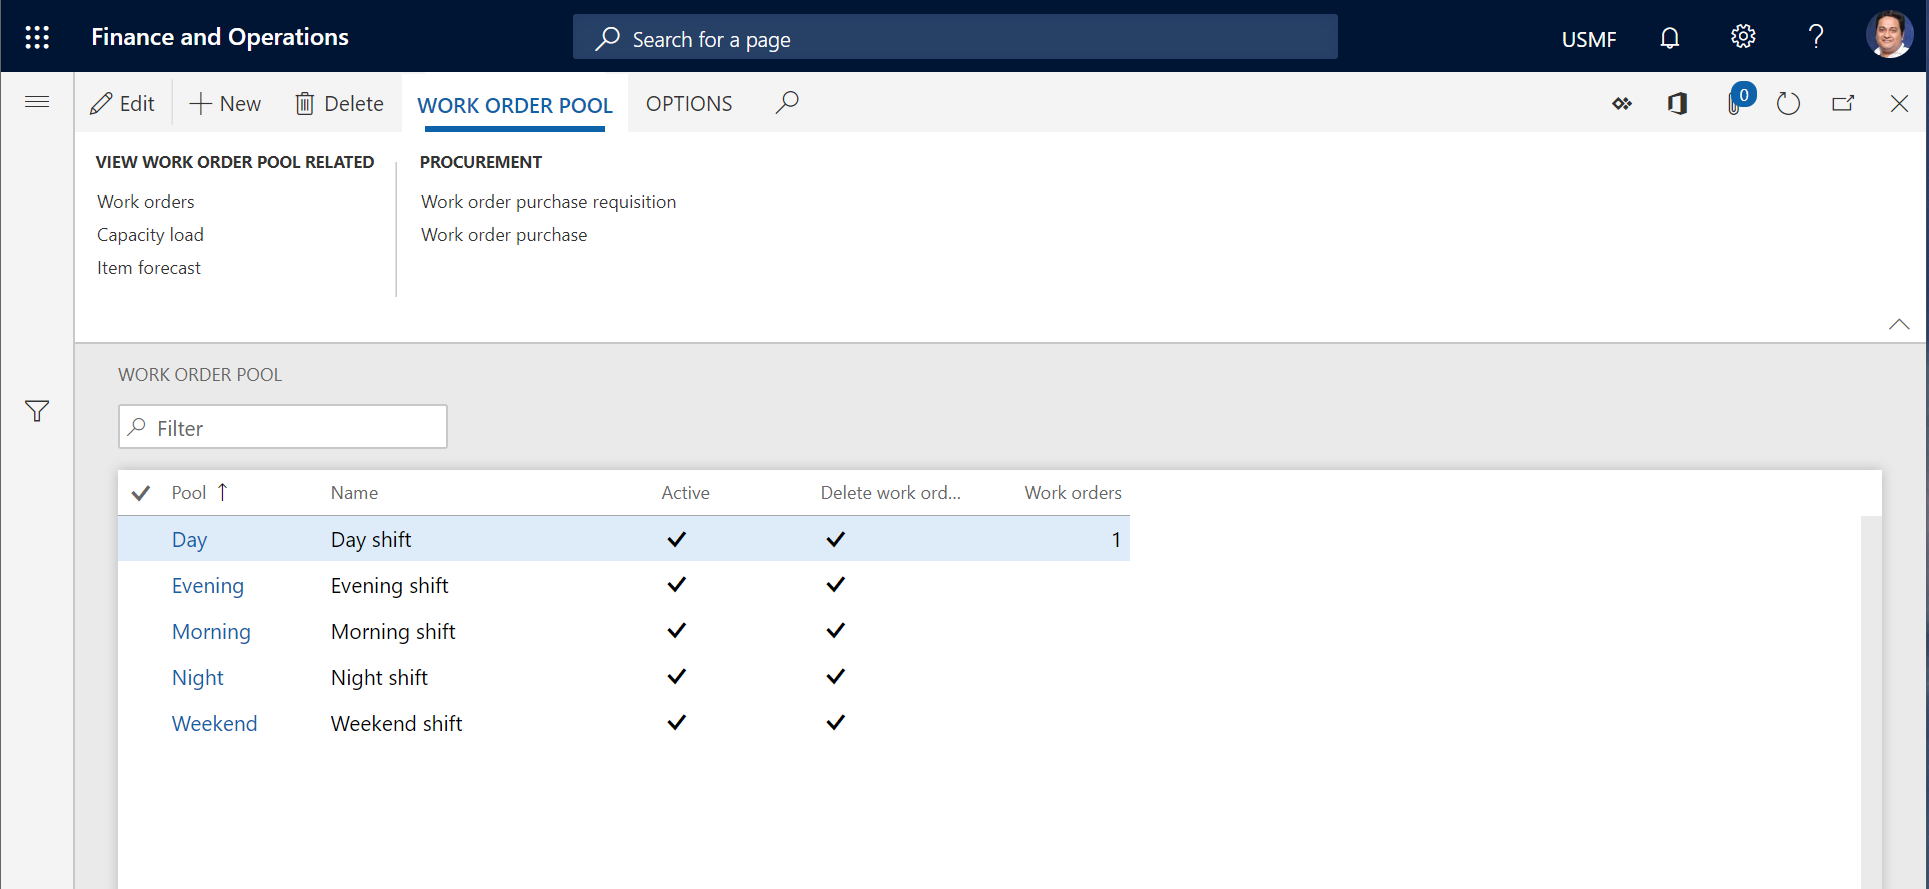 Finance and Operations
Search for a page
USMF
?
Edit
New
Delete
WORK ORDER POOL
OPTIONS
0
VIEW WORK ORDER POOL RELATED
Work orders
Capacity load
Item forecast
PROCUREMENT
Work order purchase requisition
Work order purchase
WORK ORDER POOL
Filter
Pool ↑ Name Active Delete work ord... Work orders
Day Day shift 1
Evening Evening shift
Morning Morning shift
Night Night shift
Weekend Weekend shift